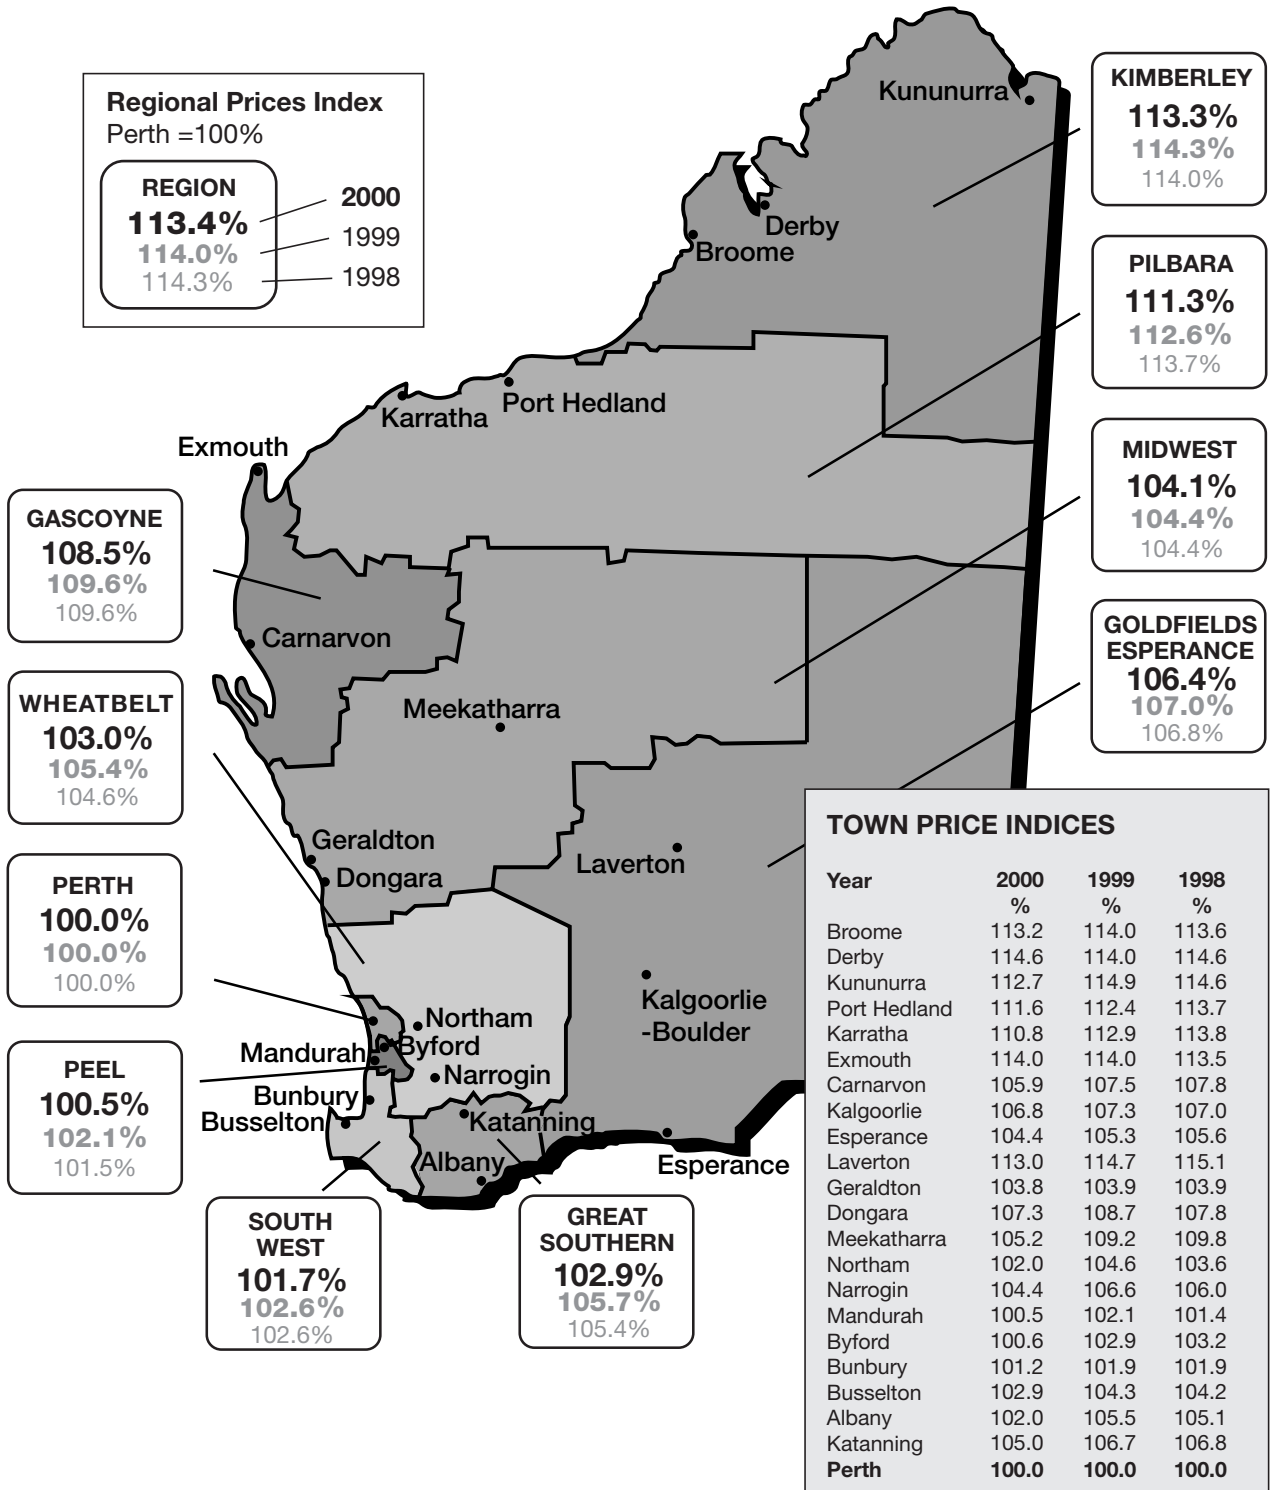 Regional Prices Index
Perth =100%
REGION
113.4%
114.0%
114.3%
2000
1999
1998
Kununurra
Derby
Broome
Port Hedland
Karratha
Exmouth
Carnarvon
Meekatharra
Geraldton
Dongara
Laverton
Kalgoorlie
-Boulder
Northam
Byford
Mandurah
Narrogin
Bunbury
Busselton
Katanning
Albany
Esperance
KIMBERLEY
113.3%
114.3%
114.0%
PILBARA
111.3%
112.6%
113.7%
MIDWEST
104.1%
104.4%
104.4%
GOLDFIELDS
ESPERANCE
106.4%
107.0%
106.8%
GASCOYNE
108.5%
109.6%
109.6%
WHEATBELT
103.0%
105.4%
104.6%
PERTH
100.0%
100.0%
100.0%
PEEL
100.5%
102.1%
101.5%
SOUTH
WEST
101.7%
102.6%
102.6%
GREAT
SOUTHERN
102.9%
105.7%
105.4%
TOWN PRICE INDICES
Year 2000 1999 1998
% % %
Broome 113.2 114.0 113.6
Derby 114.6 114.0 114.6
Kununurra 112.7 114.9 114.6
Port Hedland 111.6 112.4 113.7
Karratha 110.8 112.9 113.8
Exmouth 114.0 114.0 113.5
Carnarvon 105.9 107.5 107.8
Kalgoorlie 106.8 107.3 107.0
Esperance 104.4 105.3 105.6
Laverton 113.0 114.7 115.1
Geraldton 103.8 103.9 103.9
Dongara 107.3 108.7 107.8
Meekatharra 105.2 109.2 109.8
Northam 102.0 104.6 103.6
Narrogin 104.4 106.6 106.0
Mandurah 100.5 102.1 101.4
Byford 100.6 102.9 103.2
Bunbury 101.2 101.9 101.9
Busselton 102.9 104.3 104.2
Albany 102.0 105.5 105.1
Katanning 105.0 106.7 106.8
Perth 100.0 100.0 100.0